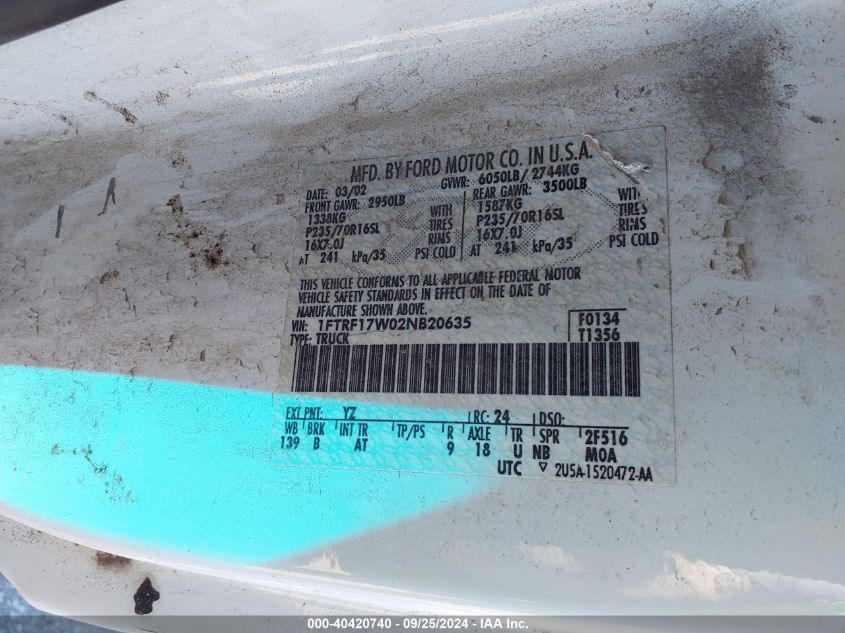 MFD. BY FORD MOTOR CO. IN U.S.A.
DATE: 03/02 GVWR: 6050LB/ 2744KG
FRONT GAWR: 2950LB REAR GAWR: 3500LB
1338KG WITH 1587KG WITH
P235/70R16SL TIRES P235/70R16SL TIRES
16X7.0J RIMS 16X7.0J RIMS
AT 241 kPa/35 PSI COLD AT 241 kPa/35 PSI COLD
THIS VEHICLE CONFORMS TO ALL APPLICABLE FEDERAL MOTOR
VEHICLE SAFETY STANDARDS IN EFFECT ON THE DATE OF
MANUFACTURE SHOWN ABOVE.
VIN: 1FTRF17W02NB20635 F0134
TYPE: TRUCK T1356
EXT PNT: YZ RC: 24 DSO:
WB BRK INT TR TP/PS R AXLE TR SPR 2F516
139 B AT 9 18 U NB MOA
UTC ▽ 2U5A-1520472-AA
000-40420740 - 09/25/2024 - IAA Inc.